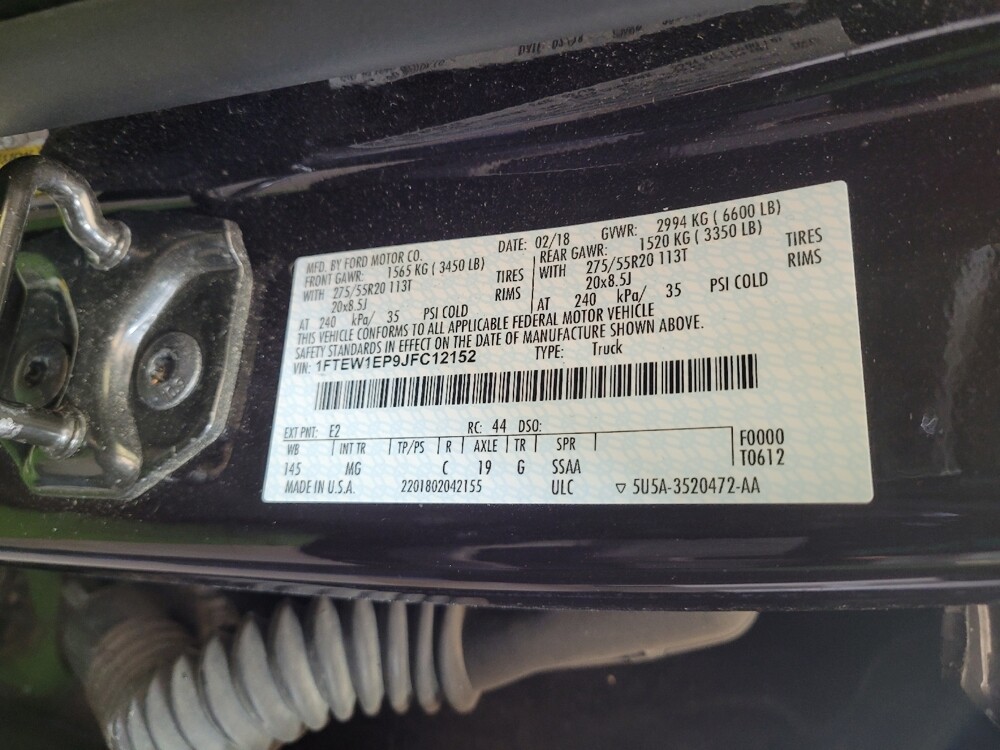 MFD. BY FORD MOTOR CO. DATE: 02/18 GVWR: 2994 KG ( 6600 LB)
FRONT GAWR: 1565 KG ( 3450 LB) REAR GAWR: 1520 KG ( 3350 LB)
WITH 275/55R20 113T TIRES WITH 275/55R20 113T TIRES
20x8.5J RIMS 20x8.5J RIMS
AT 240 kPa/ 35 PSI COLD AT 240 kPa/ 35 PSI COLD
THIS VEHICLE CONFORMS TO ALL APPLICABLE FEDERAL MOTOR VEHICLE
SAFETY STANDARDS IN EFFECT ON THE DATE OF MANUFACTURE SHOWN ABOVE.
VIN: 1FTEW1EP9JFC12152 TYPE: Truck
EXT PNT: E2 RC: 44 DSO:
WB INT TR TP/PS R AXLE TR SPR F0000
145 MG C 19 G SSAA T0612
MADE IN U.S.A. 2201802042155 ULC ▽ 5U5A-3520472-AA